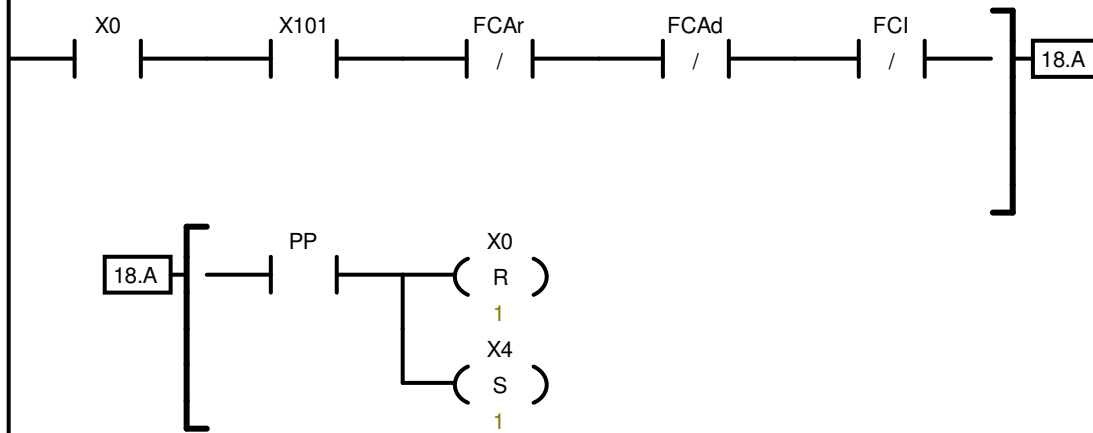 X0 X101 FCAr FCAd FCI
/ / / 18.A
18.A PP X0
R
1
X4
S
1